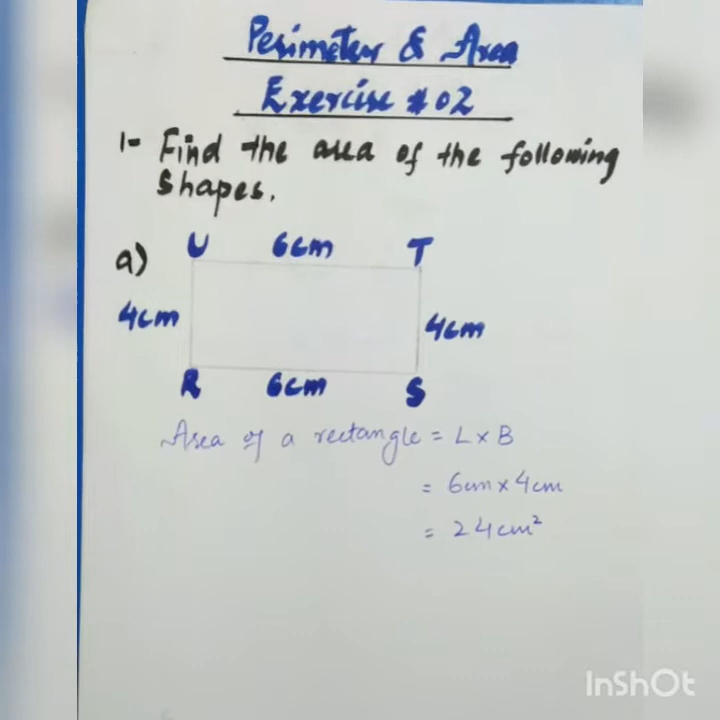 Perimeter & Area
Exercise # 02
1- Find the area of the following
shapes.
a)
U 6cm T
4cm 4cm
R 6cm S
Area of a rectangle = L x B
= 6cm x 4cm
= 24cm²
InShOt